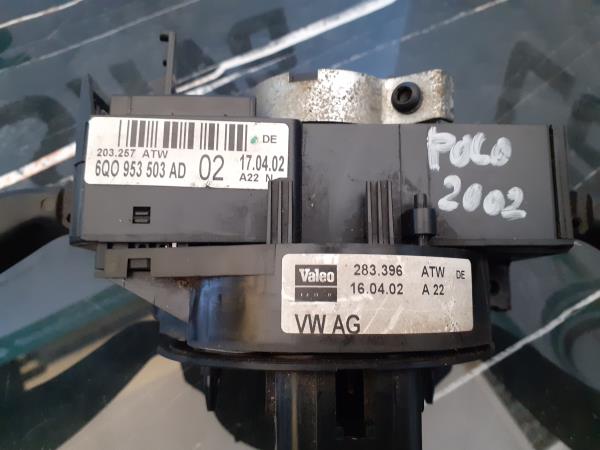 DE
203.257 ATW
6Q0 953 503 AD 02 17.04.02
A22 N
POLO
2002
Valeo 283.396 ATW DE
16.04.02 A 22
VW AG